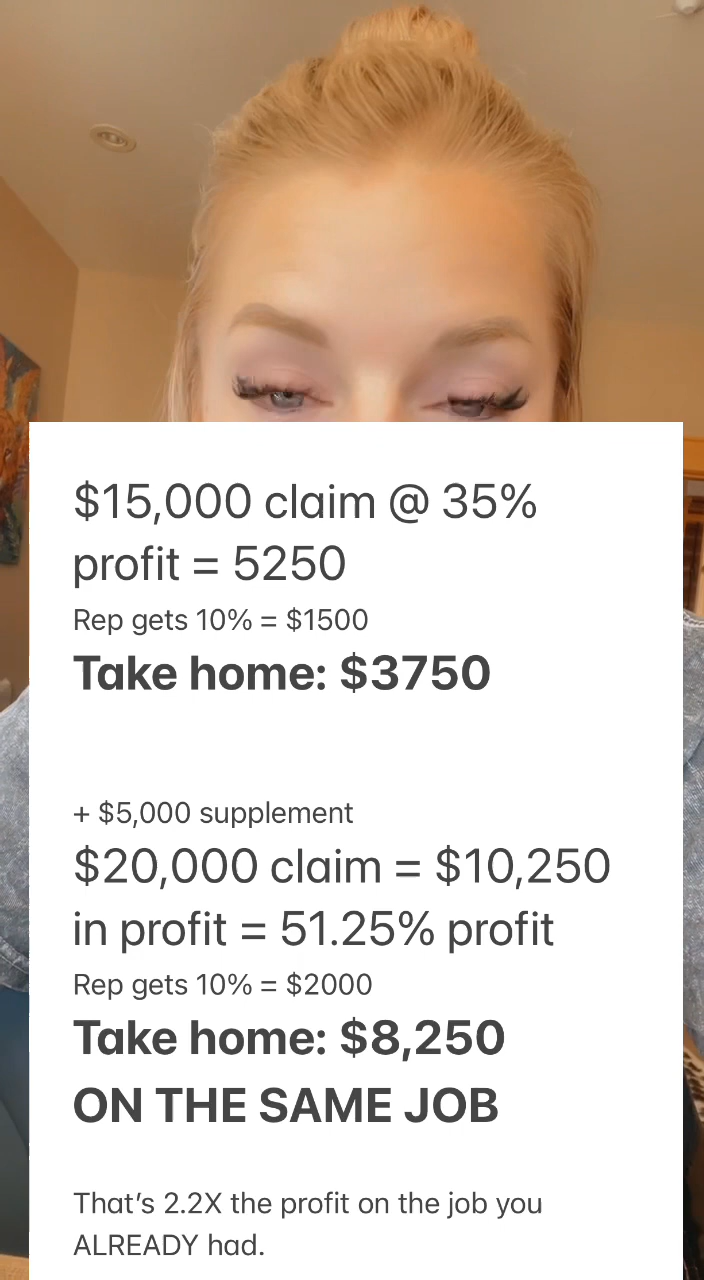 $15,000 claim @ 35%
profit = 5250
Rep gets 10% = $1500
Take home: $3750
+ $5,000 supplement
$20,000 claim = $10,250
in profit = 51.25% profit
Rep gets 10% = $2000
Take home: $8,250
ON THE SAME JOB
That’s 2.2X the profit on the job you
ALREADY had.